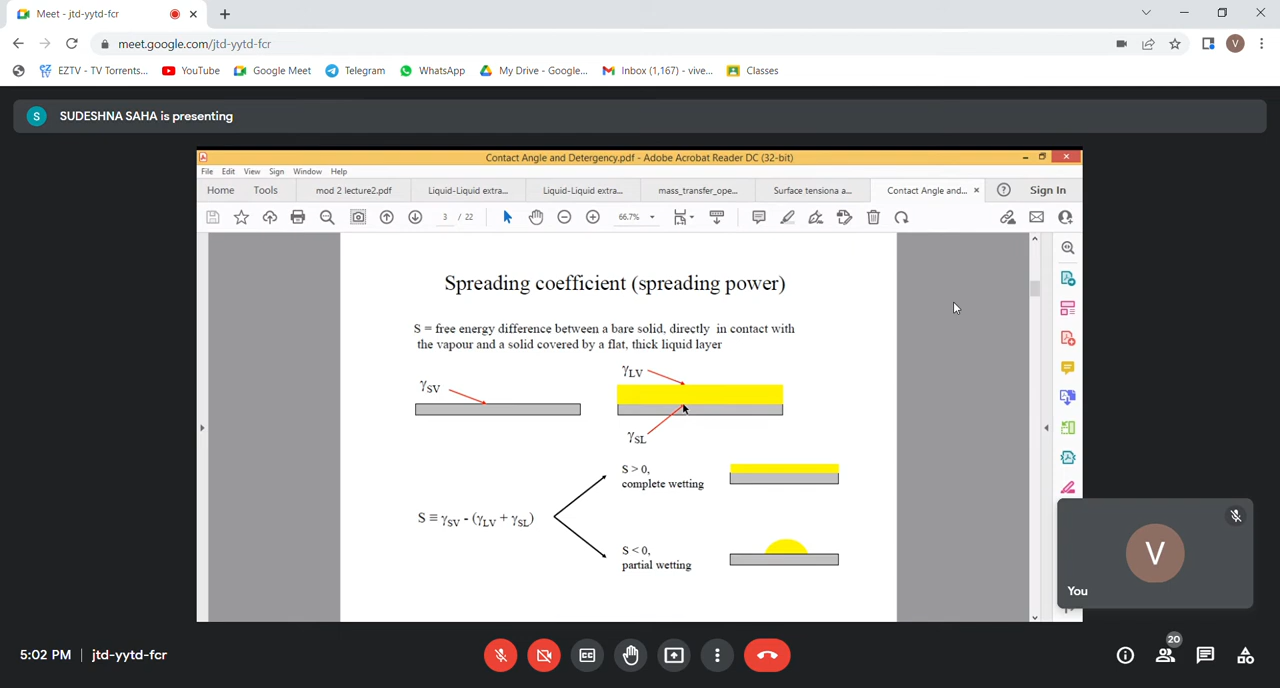 Meet - jtd-yytd-fcr
meet.google.com/jtd-yytd-fcr
V
EZTV - TV Torrents... YouTube Google Meet Telegram WhatsApp My Drive - Google... Inbox (1,167) - vive... Classes
S SUDESHNA SAHA is presenting
Contact Angle and Detergency.pdf - Adobe Acrobat Reader DC (32-bit)
File Edit View Sign Window Help
Home Tools mod 2 lecture2.pdf Liquid-Liquid extra... Liquid-Liquid extra... mass_transfer_ope... Surface tensiona a... Contact Angle and... Sign In
3 / 22 66.7%
Spreading coefficient (spreading power)
S = free energy difference between a bare solid, directly in contact with
the vapour and a solid covered by a flat, thick liquid layer
γLV
γSV
γSL
S > 0,
complete wetting
S ≡ γSV - (γLV + γSL)
S < 0,
partial wetting
V
You
5:02 PM | jtd-yytd-fcr
CC
20